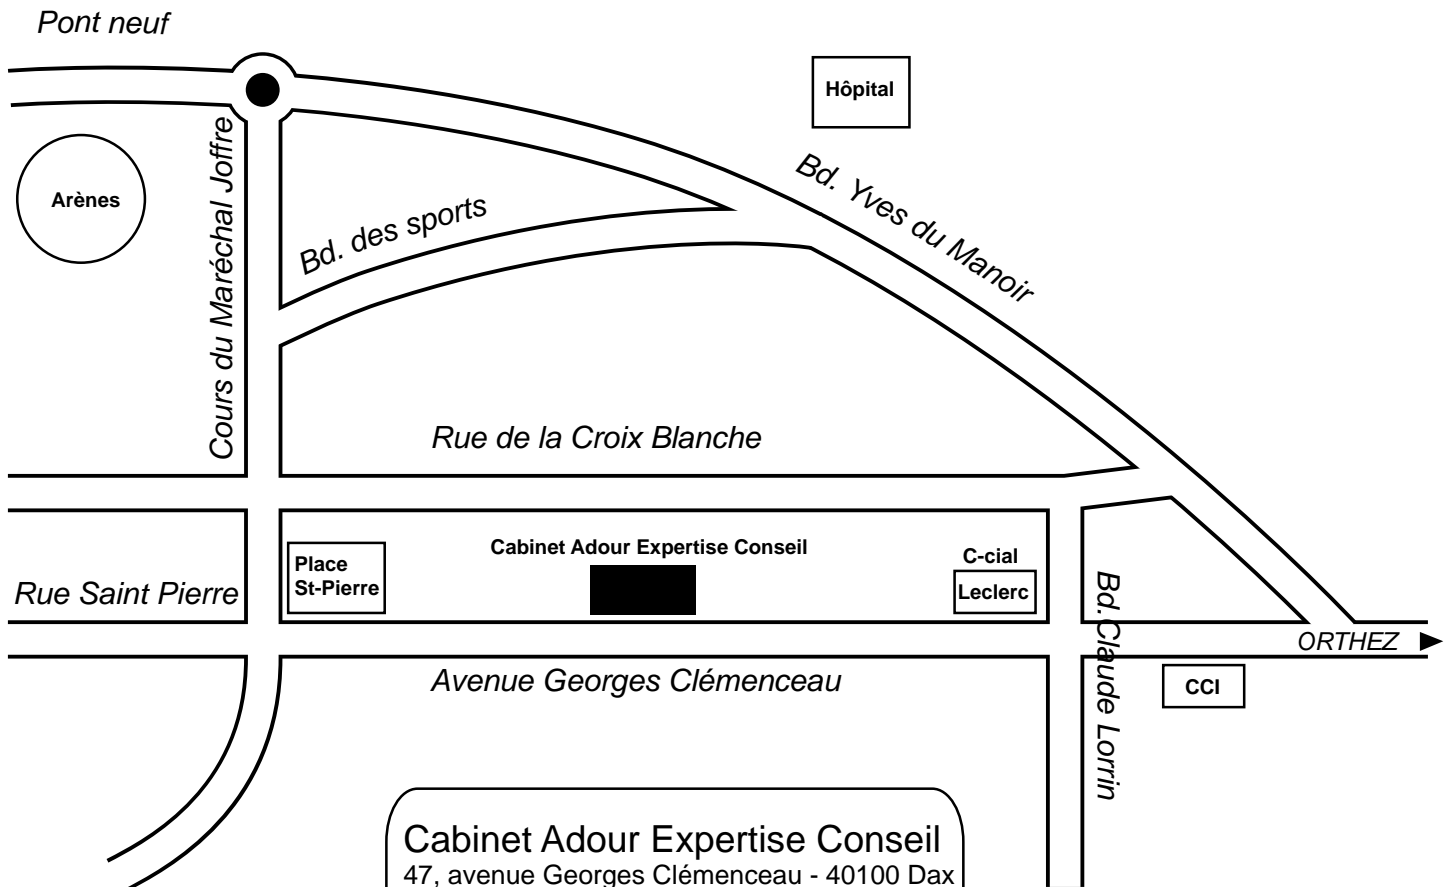 Pont neuf
Hôpital
Arènes
Cours du Maréchal Joffre
Bd. des sports
Bd. Yves du Manoir
Rue de la Croix Blanche
Cabinet Adour Expertise Conseil
Place
St-Pierre
C-cial
Leclerc
Rue Saint Pierre
Bd.Claude Lorrin
ORTHEZ
Avenue Georges Clémenceau
CCI
Cabinet Adour Expertise Conseil
47, avenue Georges Clémenceau - 40100 Dax